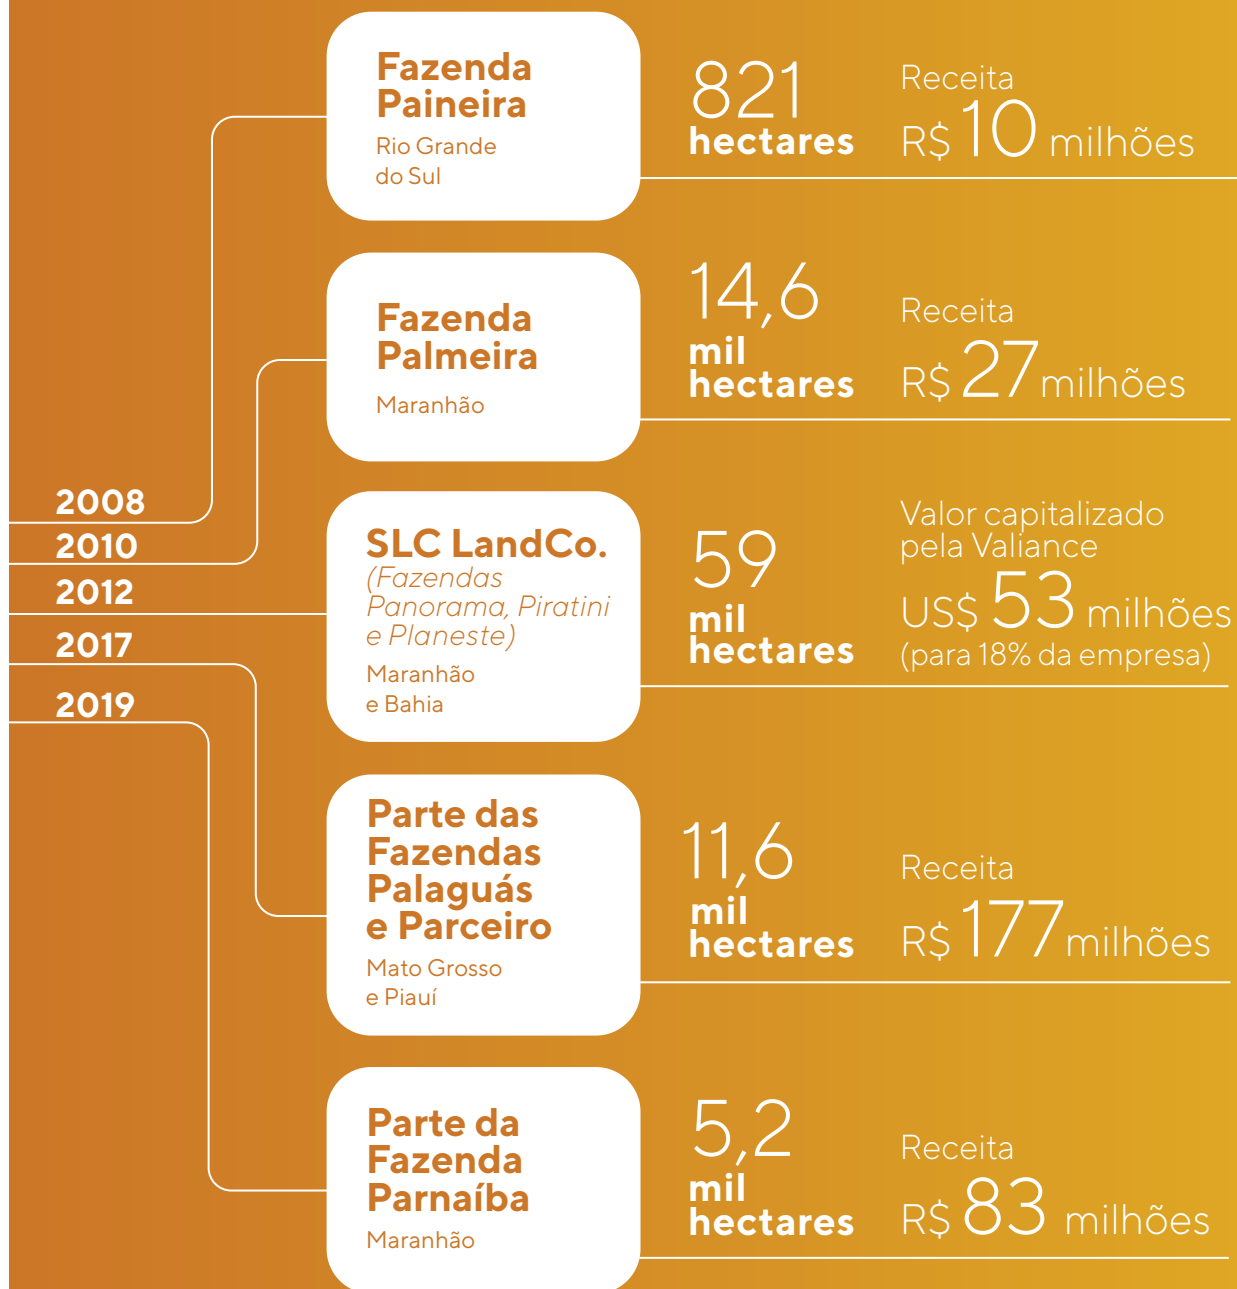 Fazenda
Paineira
Rio Grande
do Sul
821
hectares
Receita
R$ 10 milhões
Fazenda
Palmeira
Maranhão
14,6
mil
hectares
Receita
R$ 27 milhões
2008
2010
2012
2017
2019
SLC LandCo.
(Fazendas
Panorama, Piratini
e Planeste)
Maranhão
e Bahia
59
mil
hectares
Valor capitalizado
pela Valiance
US$ 53 milhões
(para 18% da empresa)
Parte das
Fazendas
Palaguás
e Parceiro
Mato Grosso
e Piauí
11,6
mil
hectares
Receita
R$ 177 milhões
Parte da
Fazenda
Parnaíba
Maranhão
5,2
mil
hectares
Receita
R$ 83 milhões